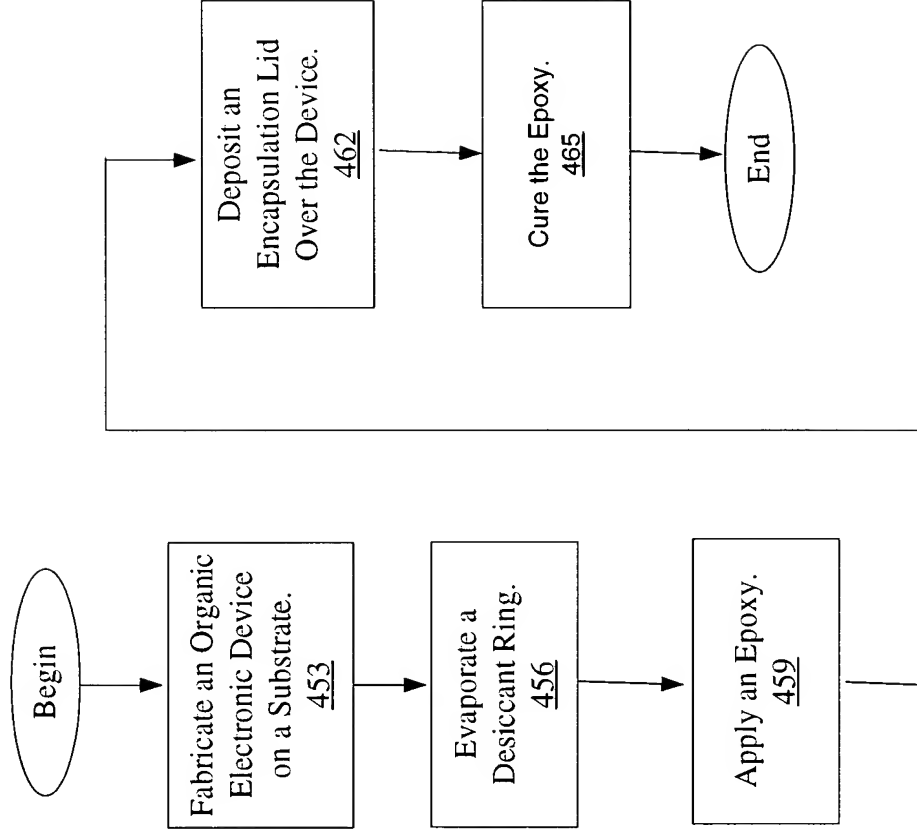 Begin
Fabricate an Organic
Electronic Device
on a Substrate.
453
Evaporate a
Desiccant Ring.
456
Apply an Epoxy.
459
Deposit an
Encapsulation Lid
Over the Device.
462
Cure the Epoxy.
465
End